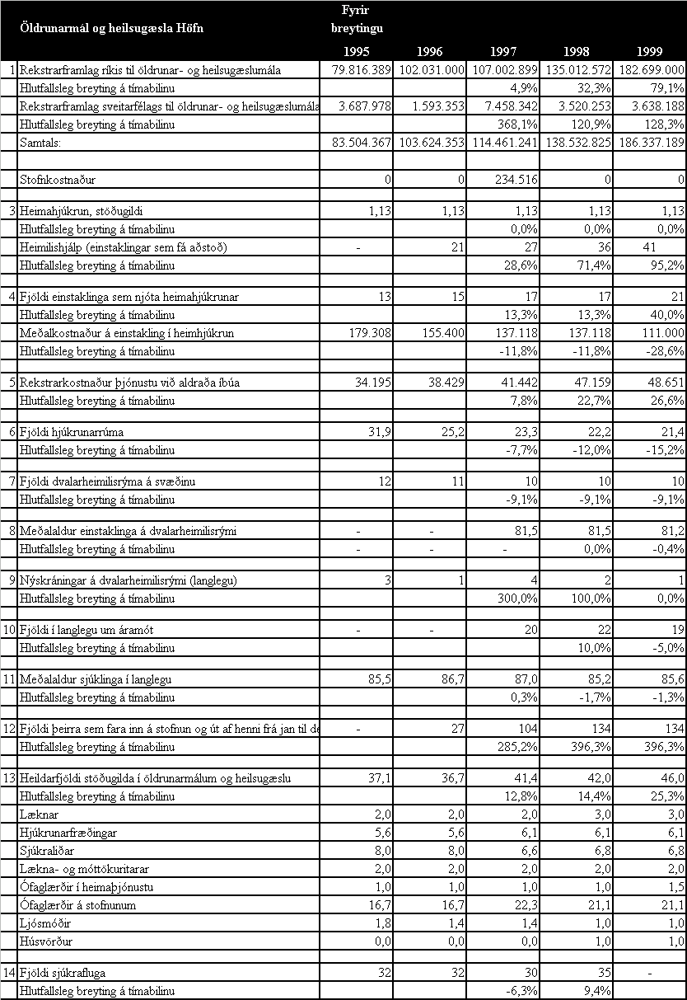 Fyrir
Öldrunarmál og heilsugæsla Höfn breytingu
1995 1996 1997 1998 1999
1 Rekstrarframlag ríkis til öldrunar- og heilsugæslumála 79.816.389 102.031.000 107.002.899 135.012.572 182.699.000
Hlutfallsleg breyting á tímabilinu 4,9% 32,3% 79,1%
Rekstrarframlag sveitarfélags til öldrunar- og heilsugæslumála 3.687.978 1.593.353 7.458.342 3.520.253 3.638.188
Hlutfallsleg breyting á tímabilinu 368,1% 120,9% 128,3%
Samtals: 83.504.367 103.624.353 114.461.241 138.532.825 186.337.189
Stofnkostnaður 0 0 234.516 0 0
3 Heimahjúkrun, stöðugildi 1,13 1,13 1,13 1,13 1,13
Hlutfallsleg breyting á tímabilinu 0,0% 0,0% 0,0%
Heimilishjálp (einstaklingar sem fá aðstoð) - 21 27 36 41
Hlutfallsleg breyting á tímabilinu 28,6% 71,4% 95,2%
4 Fjöldi einstaklinga sem njóta heimahjúkrunar 13 15 17 17 21
Hlutfallsleg breyting á tímabilinu 13,3% 13,3% 40,0%
Meðalkostnaður á einstakling í heimhjúkrun 179.308 155.400 137.118 137.118 111.000
Hlutfallsleg breyting á tímabilinu -11,8% -11,8% -28,6%
5 Rekstrarkostnaður þjónustu við aldraða íbúa 34.195 38.429 41.442 47.159 48.651
Hlutfallsleg breyting á tímabilinu 7,8% 22,7% 26,6%
6 Fjöldi hjúkrunarrúma 31,9 25,2 23,3 22,2 21,4
Hlutfallsleg breyting á tímabilinu -7,7% -12,0% -15,2%
7 Fjöldi dvalarheimilisrýma á svæðinu 12 11 10 10 10
Hlutfallsleg breyting á tímabilinu -9,1% -9,1% -9,1%
8 Meðalaldur einstaklinga á dvalarheimilisrými - - 81,5 81,5 81,2
Hlutfallsleg breyting á tímabilinu - - - 0,0% -0,4%
9 Nýskráningar á dvalarheimilisrými (langlegu) 3 1 4 2 1
Hlutfallsleg breyting á tímabilinu 300,0% 100,0% 0,0%
10 Fjöldi í langlegu um áramót - - 20 22 19
Hlutfallsleg breyting á tímabilinu 10,0% -5,0%
11 Meðalaldur sjúklinga í langlegu 85,5 86,7 87,0 85,2 85,6
Hlutfallsleg breyting á tímabilinu 0,3% -1,7% -1,3%
12 Fjöldi þeirra sem fara inn á stofnun og út af henni frá jan til de - 27 104 134 134
Hlutfallsleg breyting á tímabilinu 285,2% 396,3% 396,3%
13 Heildarfjöldi stöðugilda í öldrunarmálum og heilsugæslu 37,1 36,7 41,4 42,0 46,0
Hlutfallsleg breyting á tímabilinu 12,8% 14,4% 25,3%
Læknar 2,0 2,0 2,0 3,0 3,0
Hjúkrunarfræðingar 5,6 5,6 6,1 6,1 6,1
Sjúkraliðar 8,0 8,0 6,6 6,8 6,8
Lækna- og móttökuritarar 2,0 2,0 2,0 2,0 2,0
Ófaglærðir í heimaþjónustu 1,0 1,0 1,0 1,0 1,5
Ófaglærðir á stofnunum 16,7 16,7 22,3 21,1 21,1
Ljósmóðir 1,8 1,4 1,4 1,0 1,0
Húsvörður 0,0 0,0 0,0 1,0 1,0
14 Fjöldi sjúkrafluga 32 32 30 35 -
Hlutfallsleg breyting á tímabilinu -6,3% 9,4%